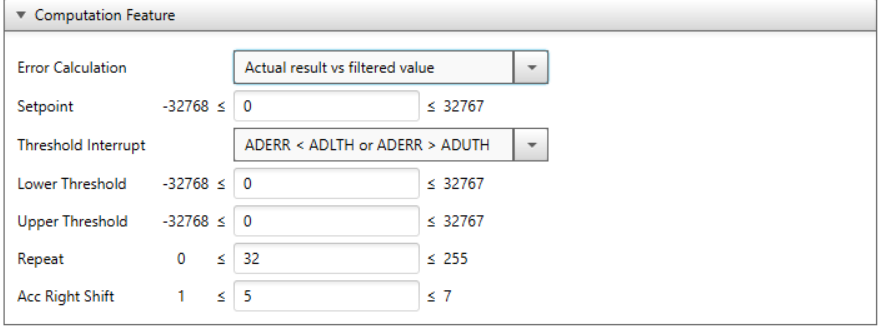 Computation Feature
Error Calculation Actual result vs filtered value
Setpoint -32768 ≤ 0 ≤ 32767
Threshold Interrupt ADERR < ADLTH or ADERR > ADUTH
Lower Threshold -32768 ≤ 0 ≤ 32767
Upper Threshold -32768 ≤ 0 ≤ 32767
Repeat 0 ≤ 32 ≤ 255
Acc Right Shift 1 ≤ 5 ≤ 7